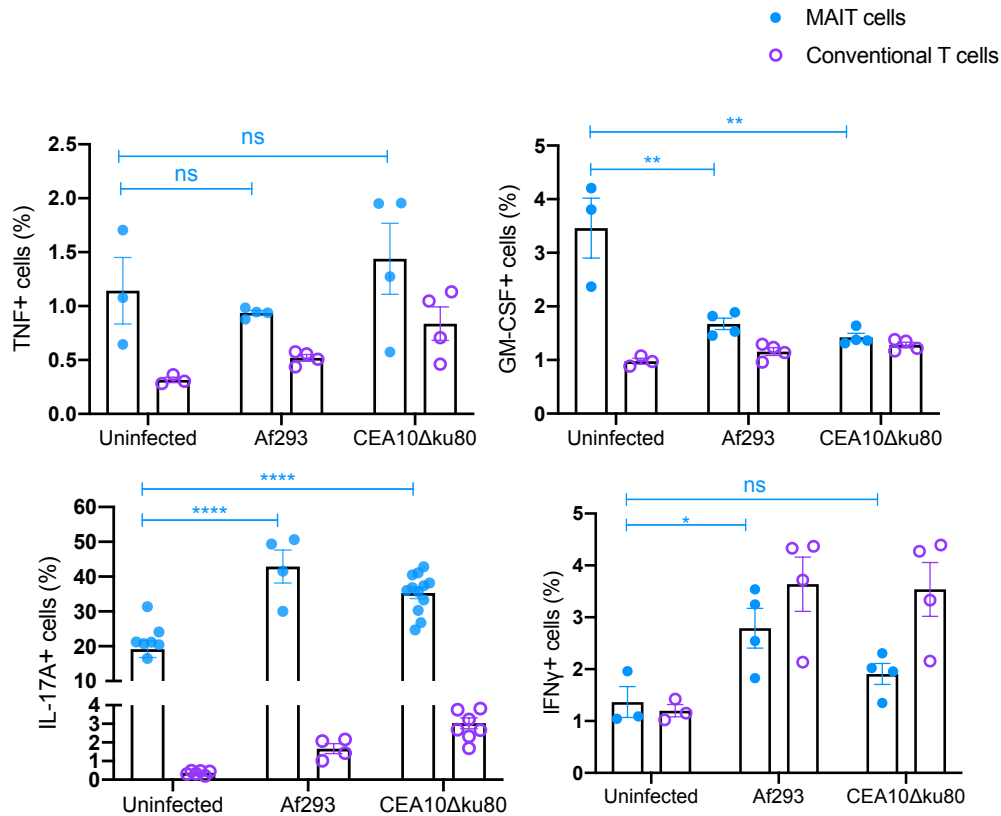 MAIT cells
Conventional T cells
TNF+ cells (%)
2.5
2.0
1.5
1.0
0.5
0.0
ns
ns
Uninfected
Af293
CEA10Δku80
GM-CSF+ cells (%)
5
4
3
2
1
0
**
**
Uninfected
Af293
CEA10Δku80
IL-17A+ cells (%)
60
50
40
30
20
10
4
3
2
1
0
****
****
Uninfected
Af293
CEA10Δku80
IFNγ+ cells (%)
5
4
3
2
1
0
ns
*
Uninfected
Af293
CEA10Δku80